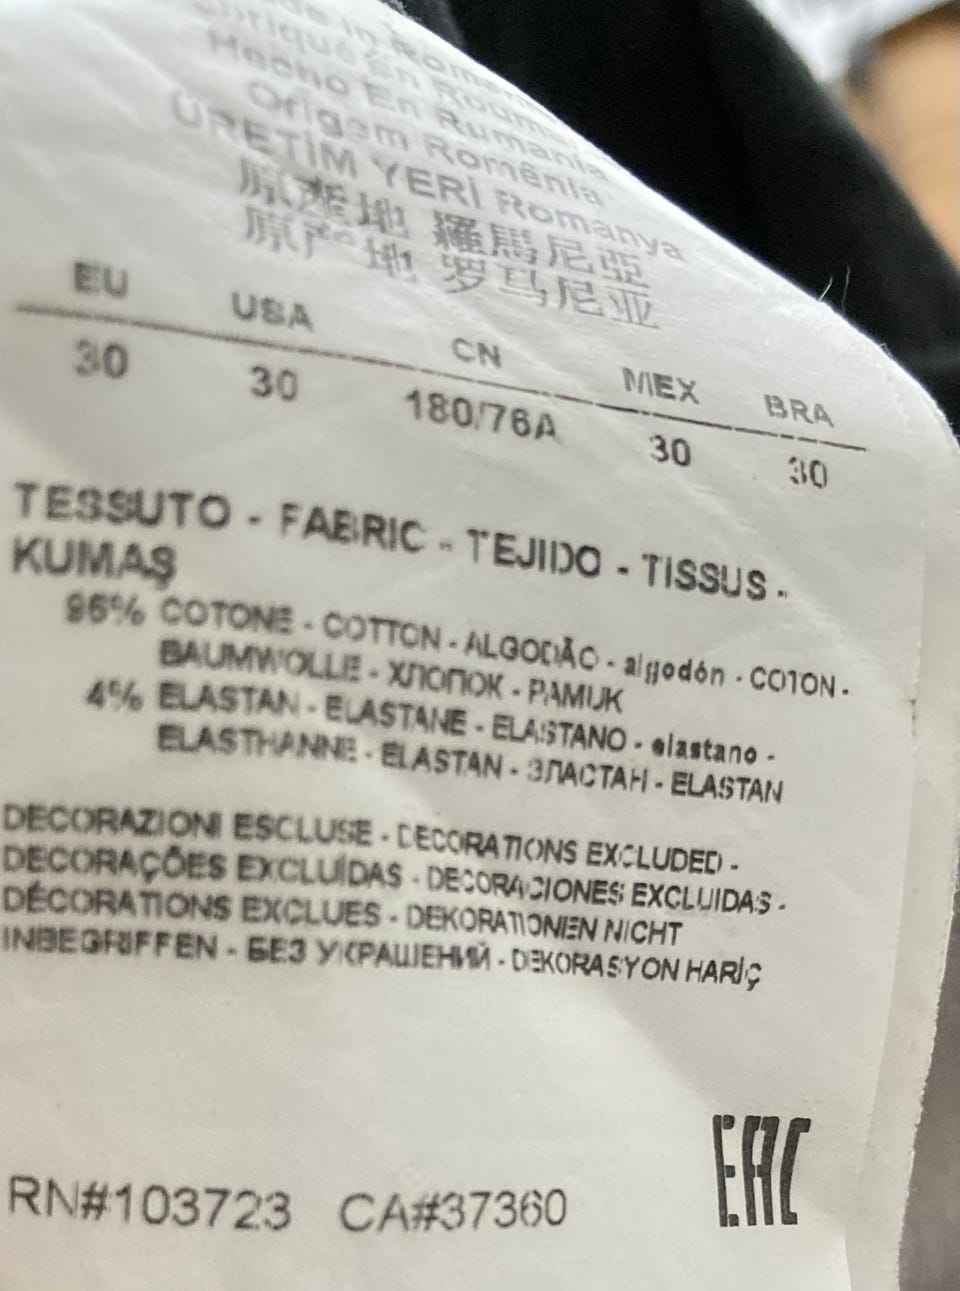 in Romania
En Roumanie
Hecho En Rumania
Origem Romênia
ÜRETİM YERİ Romanya
原產地 羅馬尼亞
原产地 罗马尼亚
EU USA CN MEX BRA
30 30 180/76A 30 30
TESSUTO - FABRIC - TEJIDO - TISSUS -
KUMAŞ
96% COTONE - COTTON - ALGODÃO - algodón - COTON -
BAUMWOLLE - ХЛОПОК - PAMUK
4% ELASTAN - ELASTANE - ELASTANO - elastano -
ELASTHANNE - ELASTAN - ЭЛАСТАН - ELASTAN
DECORAZIONI ESCLUSE - DECORATIONS EXCLUDED -
DECORAÇÕES EXCLUÍDAS - DECORACIONES EXCLUIDAS -
DÉCORATIONS EXCLUES - DEKORATIONEN NICHT
INBEGRIFFEN - БЕЗ УКРАШЕНИЙ - DEKORASYON HARİÇ
EAC
RN#103723 CA#37360